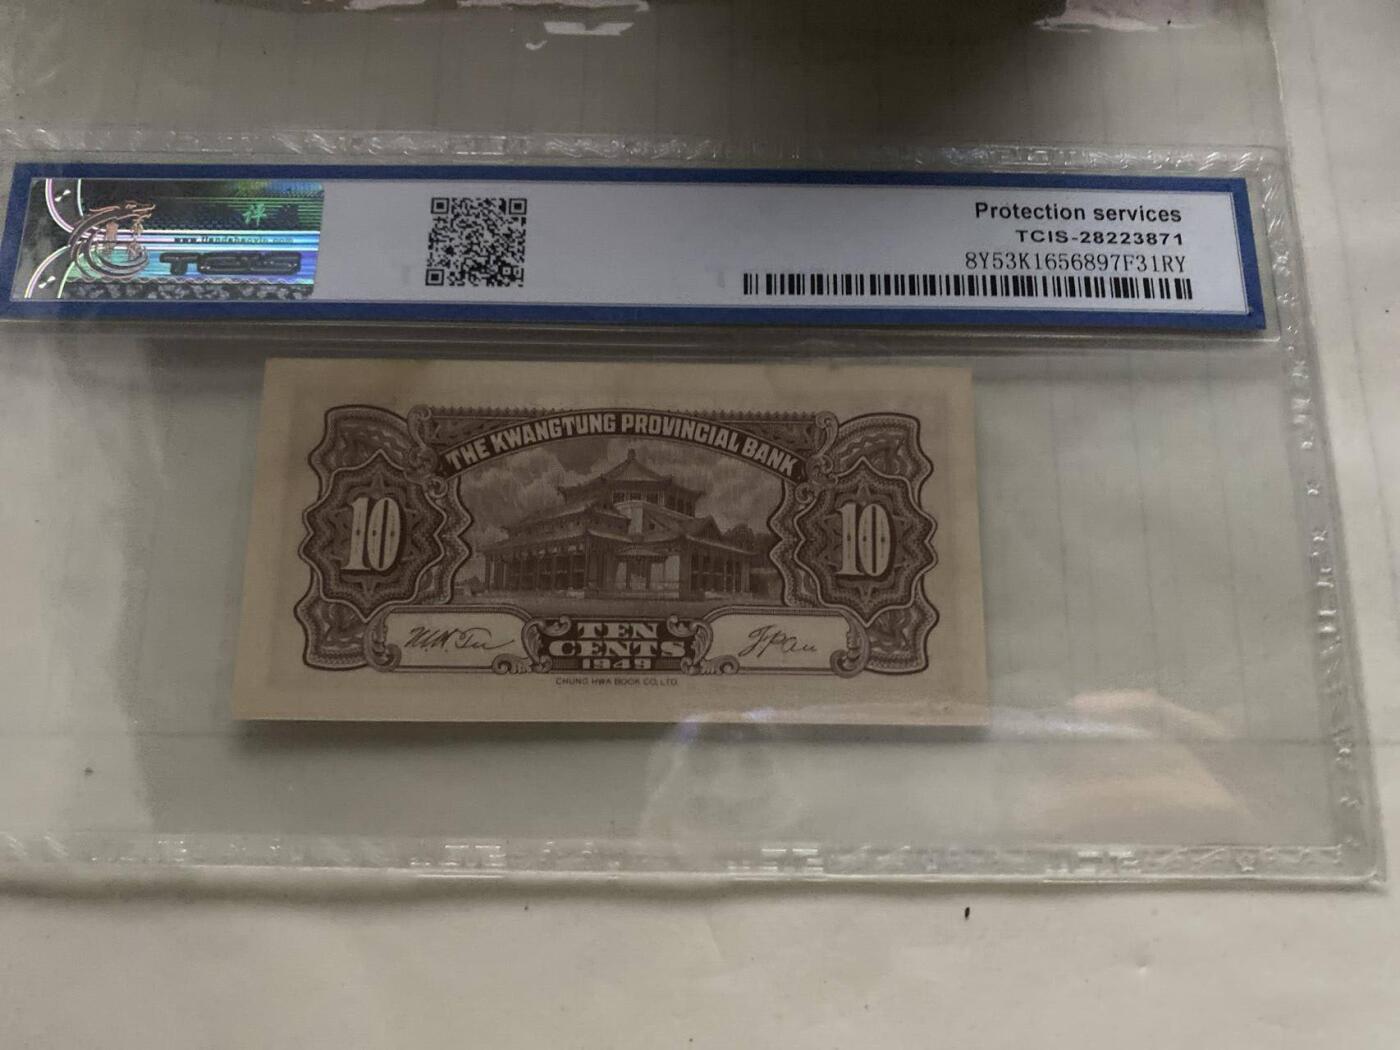 评
TCIS
Protection services
TCIS-28223871
8Y53K1656897F31RY
THE KWANGTUNG PROVINCIAL BANK
10
10
TEN
CENTS
1949
CHUNG HWA BOOK CO., LTD.